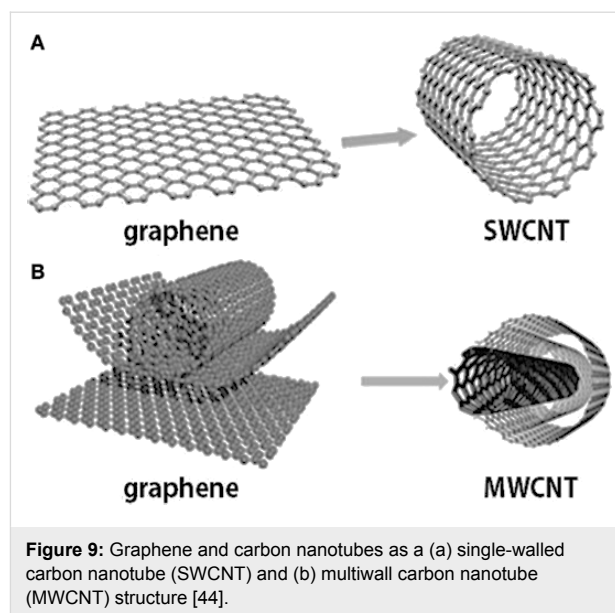 A
graphene
SWCNT
B
graphene
MWCNT
Figure 9: Graphene and carbon nanotubes as a (a) single-walled
carbon nanotube (SWCNT) and (b) multiwall carbon nanotube
(MWCNT) structure [44].